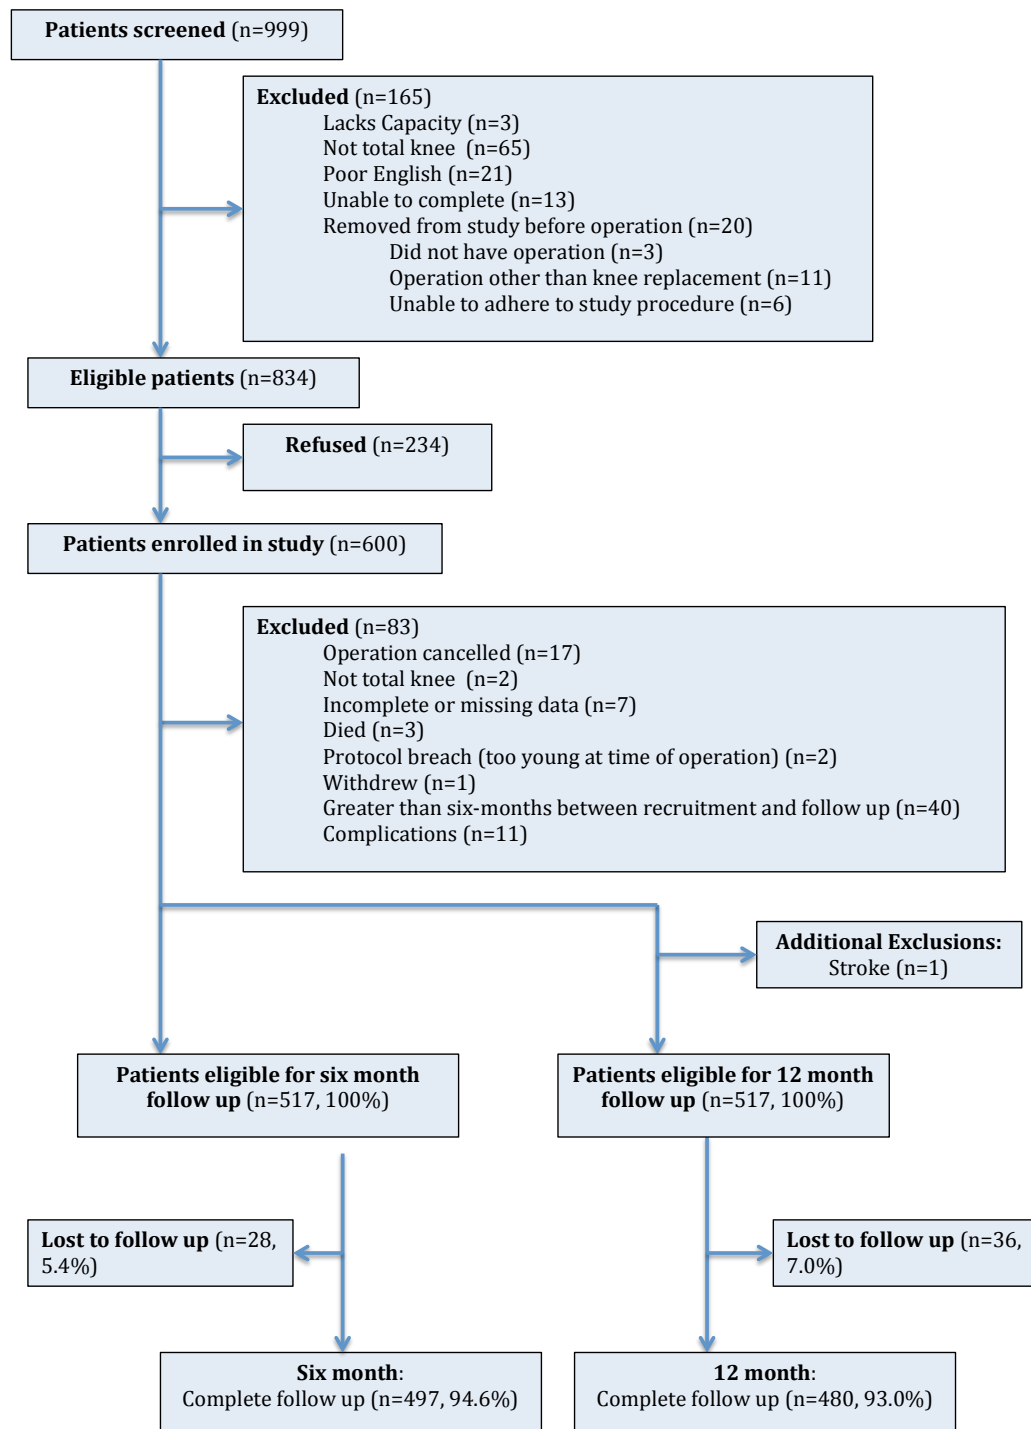 Patients screened (n=999)
Excluded (n=165)
Lacks Capacity (n=3)
Not total knee  (n=65)
Poor English (n=21)
Unable to complete (n=13)
Removed from study before operation (n=20)
Did not have operation (n=3)
Operation other than knee replacement (n=11)
Unable to adhere to study procedure (n=6)
Eligible patients (n=834)
Refused (n=234)
Patients enrolled in study (n=600)
Excluded (n=83)
Operation cancelled (n=17)
Not total knee  (n=2)
Incomplete or missing data (n=7)
Died (n=3)
Protocol breach (too young at time of operation) (n=2)
Withdrew (n=1)
Greater than six-months between recruitment and follow up (n=40)
Complications (n=11)
Additional Exclusions:
Stroke (n=1)
Patients eligible for six month
follow up (n=517, 100%)
Patients eligible for 12 month
follow up (n=517, 100%)
Lost to follow up (n=28,
5.4%)
Lost to follow up (n=36,
7.0%)
Six month:
Complete follow up (n=497, 94.6%)
12 month:
Complete follow up (n=480, 93.0%)